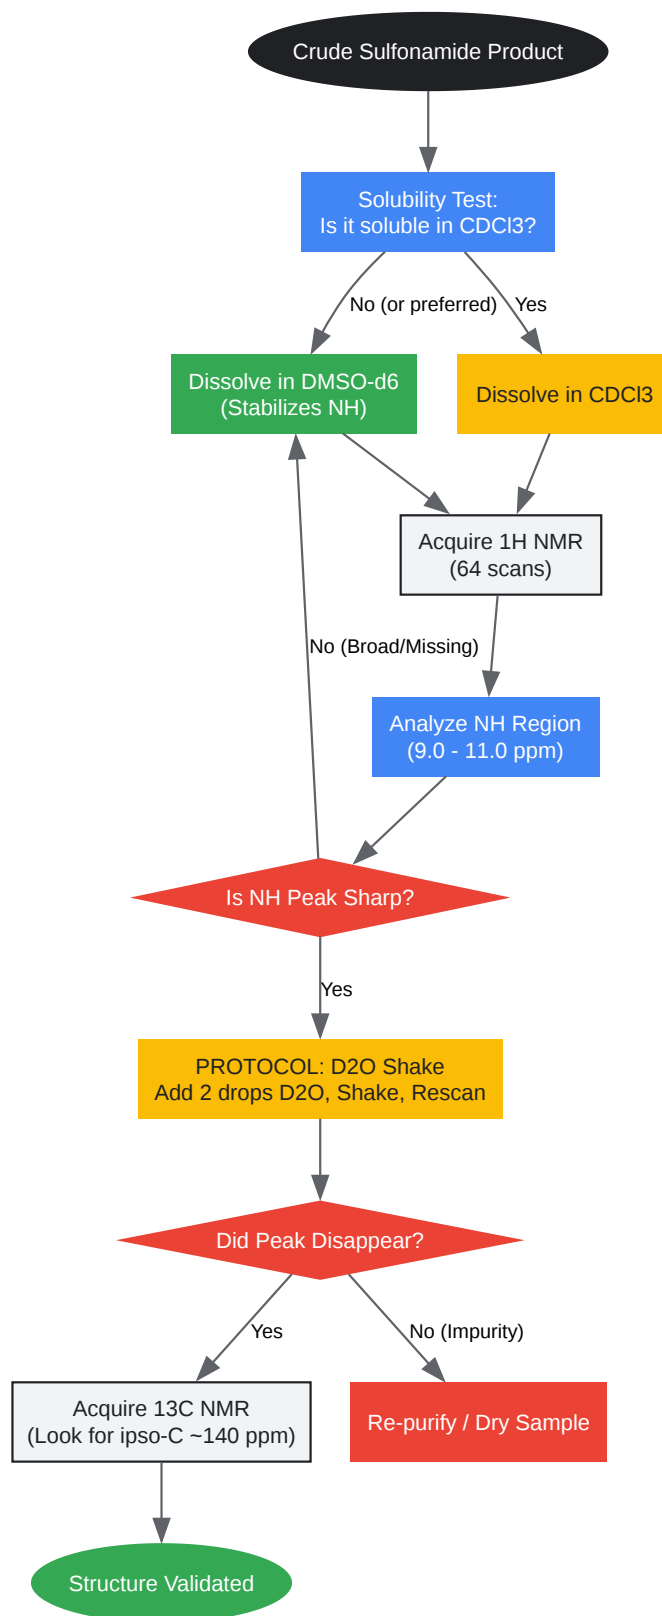 Crude Sulfonamide Product
Solubility Test:
Is it soluble in CDCl3?
No (or preferred)
Yes
Dissolve in DMSO-d6
(Stabilizes NH)
Dissolve in CDCl3
Acquire 1H NMR
(64 scans)
No (Broad/Missing)
Analyze NH Region
(9.0 - 11.0 ppm)
Is NH Peak Sharp?
Yes
PROTOCOL: D2O Shake
Add 2 drops D2O, Shake, Rescan
Did Peak Disappear?
Yes
No (Impurity)
Acquire 13C NMR
(Look for ipso-C ~140 ppm)
Re-purify / Dry Sample
Structure Validated